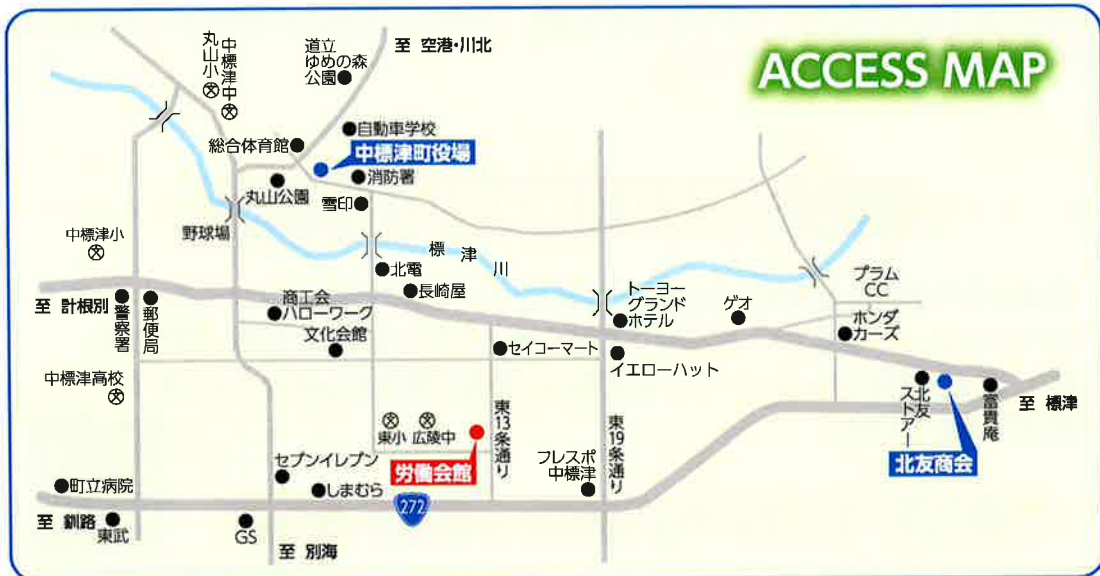 ACCESS MAP
丸山小
中標津中
道立
ゆめの森
公園
至 空港・川北
自動車学校
総合体育館
中標津町役場
消防署
丸山公園
雪印
野球場
中標津小
標津川
北電
長崎屋
至 計根別
警察署
郵便局
商工会
ハローワーク
文化会館
セイコーマート
トーヨー
グランド
ホテル
イエローハット
ゲオ
プラム
CC
ホンダ
カーズ
北友
ストアー
富貴庵
至 標津
北友商会
中標津高校
東小
広陵中
労働会館
東13条通り
東19条通り
フレスポ
中標津
セブンイレブン
しまむら
272
町立病院
至 釧路
東武
GS
至 別海